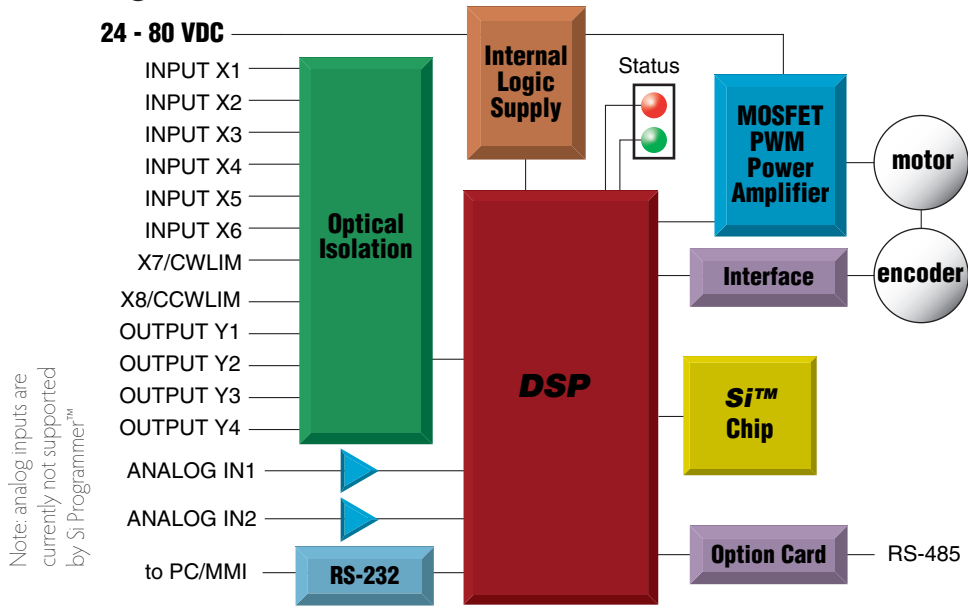 24 - 80 VDC
INPUT X1
INPUT X2
INPUT X3
INPUT X4
INPUT X5
INPUT X6
X7/CWLIM
X8/CCWLIM
OUTPUT Y1
OUTPUT Y2
OUTPUT Y3
OUTPUT Y4
ANALOG IN1
ANALOG IN2
to PC/MMI
Note: analog inputs are
currently not supported
by Si Programmer™
Optical
Isolation
RS-232
Internal
Logic
Supply
Status
DSP
MOSFET
PWM
Power
Amplifier
motor
Interface
encoder
Si™
Chip
Option Card
RS-485